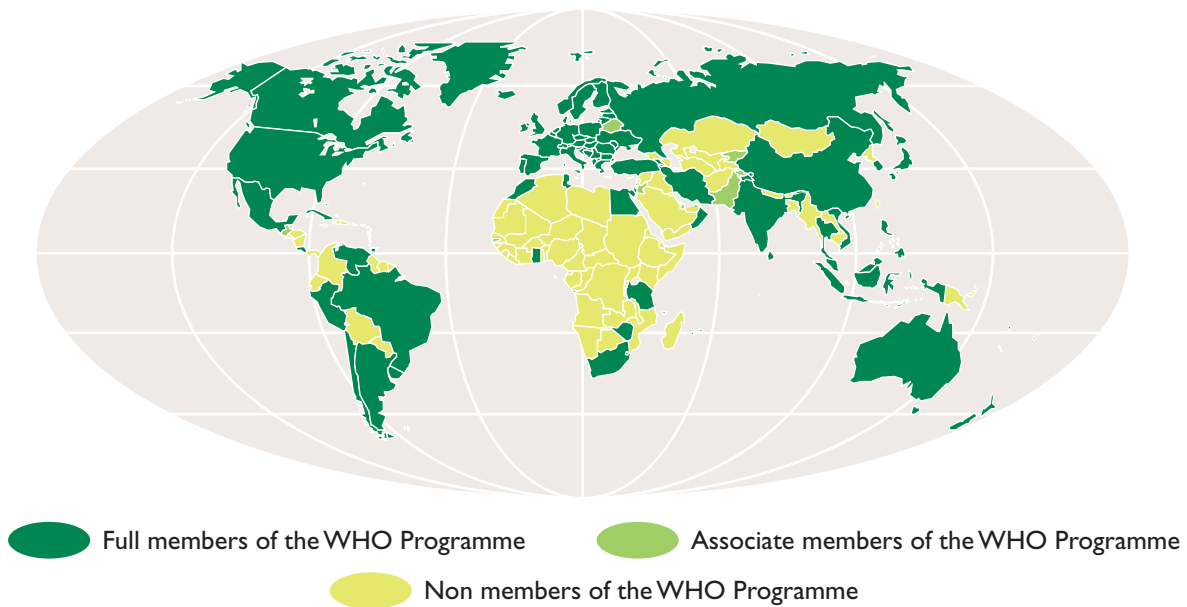 Full members of the WHO Programme
Associate members of the WHO Programme
Non members of the WHO Programme